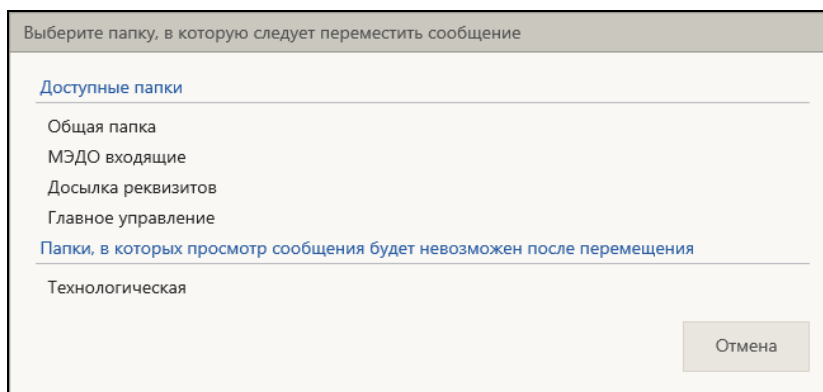 Выберите папку, в которую следует переместить сообщение
Доступные папки
Общая папка
МЭДО входящие
Досылка реквизитов
Главное управление
Папки, в которых просмотр сообщения будет невозможен после перемещения
Технологическая
Отмена